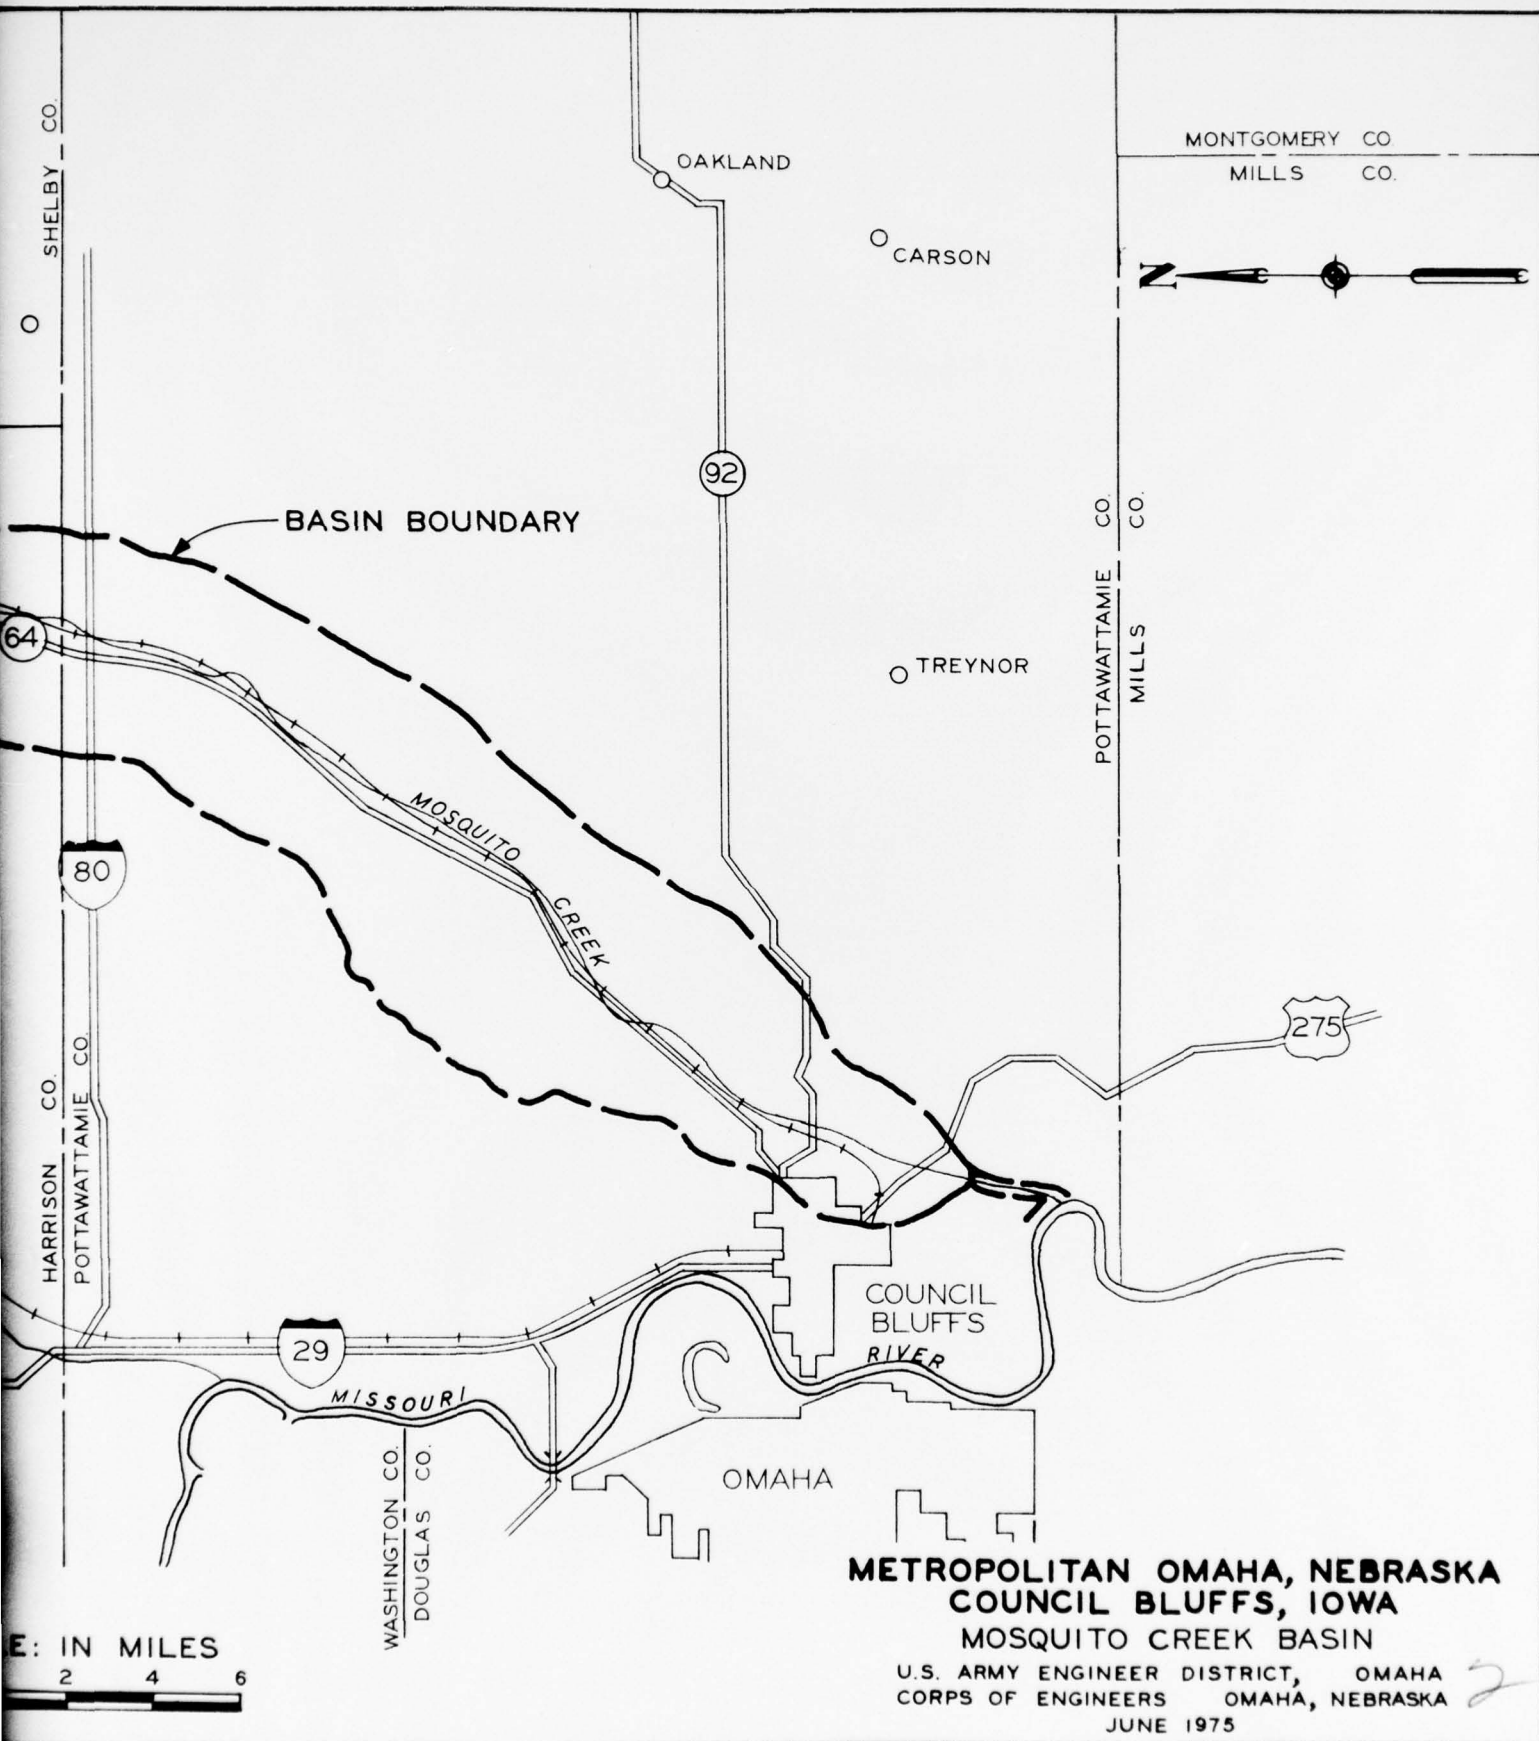 SHELBY CO.
OAKLAND
CARSON
MONTGOMERY CO.
MILLS CO.
N
92
BASIN BOUNDARY
64
TREYNOR
POTTAWATTAMIE CO.
MILLS CO.
MOSQUITO
CREEK
80
275
HARRISON CO.
POTTAWATTAMIE CO.
29
COUNCIL
BLUFFS
RIVER
MISSOURI
OMAHA
WASHINGTON CO.
DOUGLAS CO.
METROPOLITAN OMAHA, NEBRASKA
COUNCIL BLUFFS, IOWA
MOSQUITO CREEK BASIN
U.S. ARMY ENGINEER DISTRICT, OMAHA
CORPS OF ENGINEERS OMAHA, NEBRASKA
JUNE 1975
2
E: IN MILES
2 4 6